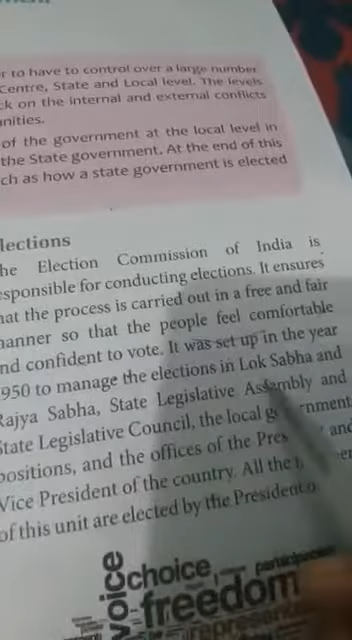 r to have to control over a large number
Centre, State and Local level. The levels
ck on the internal and external conflicts
nities.
of the government at the local level in
the State government. At the end of this
ch as how a state government is elected
lections
he Election Commission of India is
esponsible for conducting elections. It ensures
hat the process is carried out in a free and fair
anner so that the people feel comfortable
nd confident to vote. It was set up in the year
950 to manage the elections in Lok Sabha and
Rajya Sabha, State Legislative Assembly and
State Legislative Council, the local g nment
positions, and the offices of the Pres and
Vice President of the country. All the
of this unit are elected by the President o
voice
choice
participa
freedom
represent